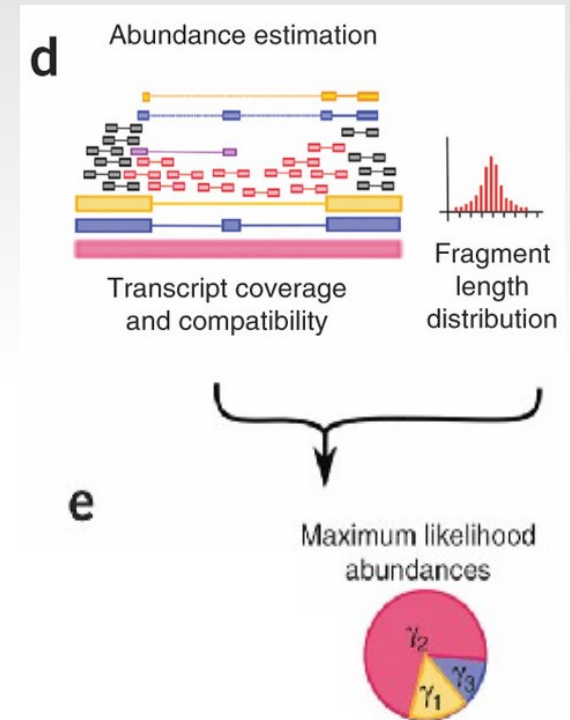 d
Abundance estimation
Transcript coverage
and compatibility
Fragment
length
distribution
e
Maximum likelihood
abundances
γ2
γ3
γ1